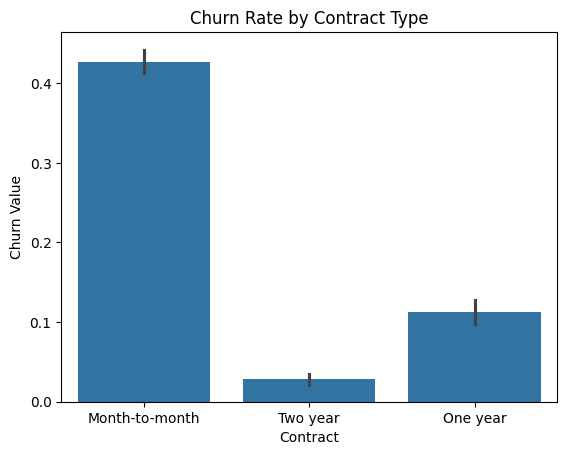 Churn Rate by Contract Type
Churn Value
0.4
0.3
0.2
0.1
0.0
Month-to-month
Two year
One year
Contract